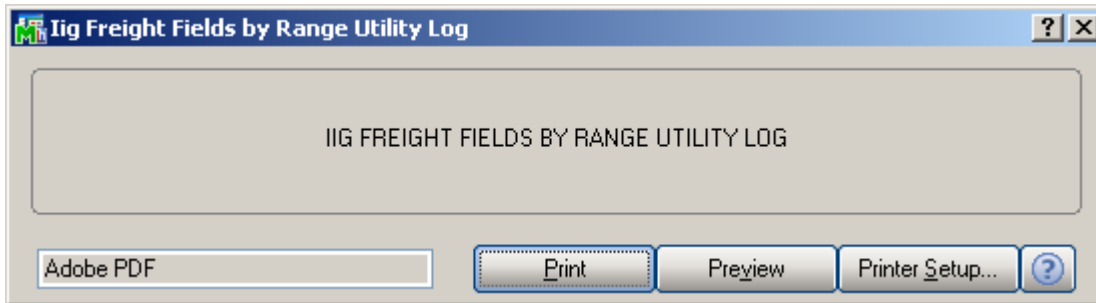 Iig Freight Fields by Range Utility Log
IIG FREIGHT FIELDS BY RANGE UTILITY LOG
Adobe PDF Print Preview Printer Setup... ?